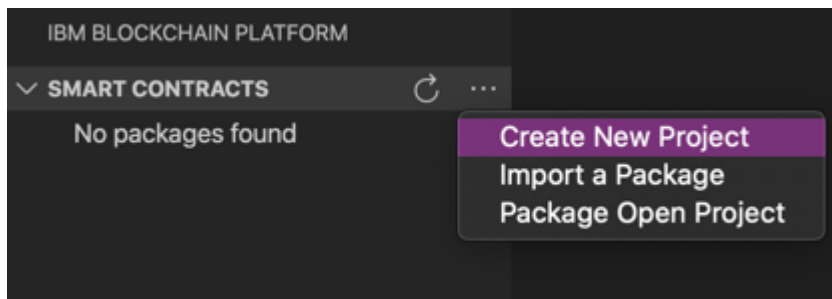 IBM BLOCKCHAIN PLATFORM
SMART CONTRACTS
No packages found
Create New Project
Import a Package
Package Open Project